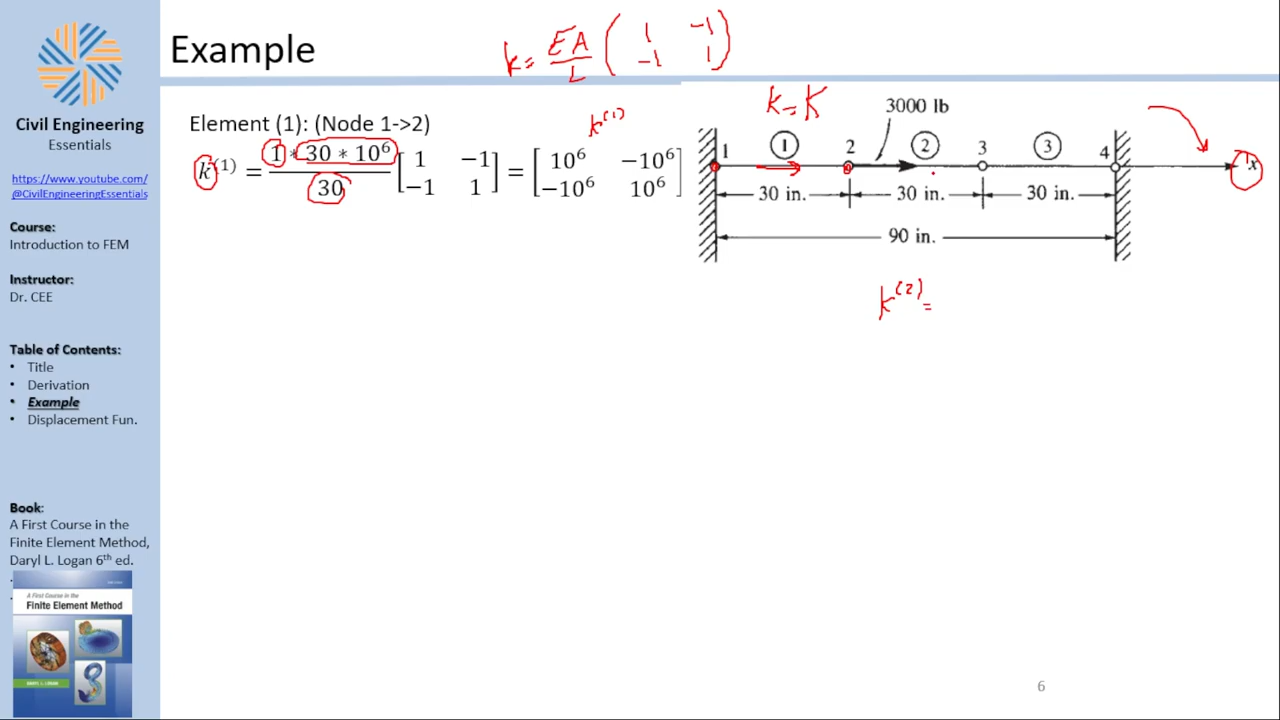 Civil Engineering
Essentials
https://www.youtube.com/
@CivilEngineeringEssentials
Course:
Introduction to FEM
Instructor:
Dr. CEE
Table of Contents:
• Title
• Derivation
• Example
• Displacement Fun.
Book:
A First Course in the
Finite Element Method,
Daryl L. Logan 6th ed.
A First Course in the
Finite Element Method
Example
k = EA/L ( 1 -1
-1 1 )
Element (1): (Node 1->2)
k^(1) = (1 * 30 * 10^6)/30 [ 1 −1
−1 1 ] = [ 10^6 −10^6
−10^6 10^6 ]
k^(1)
k = K
3000 lb
1 ① 2 ② 3 ③ 4
x
30 in. 30 in. 30 in.
90 in.
k^(2) =
6